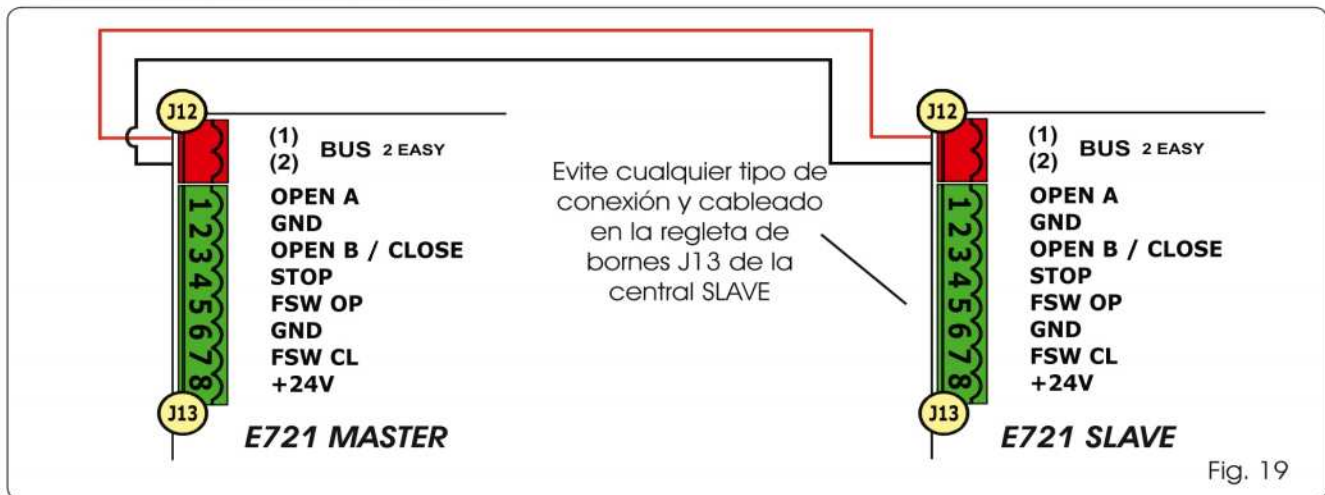 J12
(1)
(2)
BUS 2 EASY
1 OPEN A
2 GND
3 OPEN B / CLOSE
4 STOP
5 FSW OP
6 GND
7 FSW CL
8 +24V
J13
E721 MASTER
Evite cualquier tipo de
conexión y cableado
en la regleta de
bornes J13 de la
central SLAVE
J12
(1)
(2)
BUS 2 EASY
1 OPEN A
2 GND
3 OPEN B / CLOSE
4 STOP
5 FSW OP
6 GND
7 FSW CL
8 +24V
J13
E721 SLAVE
Fig. 19